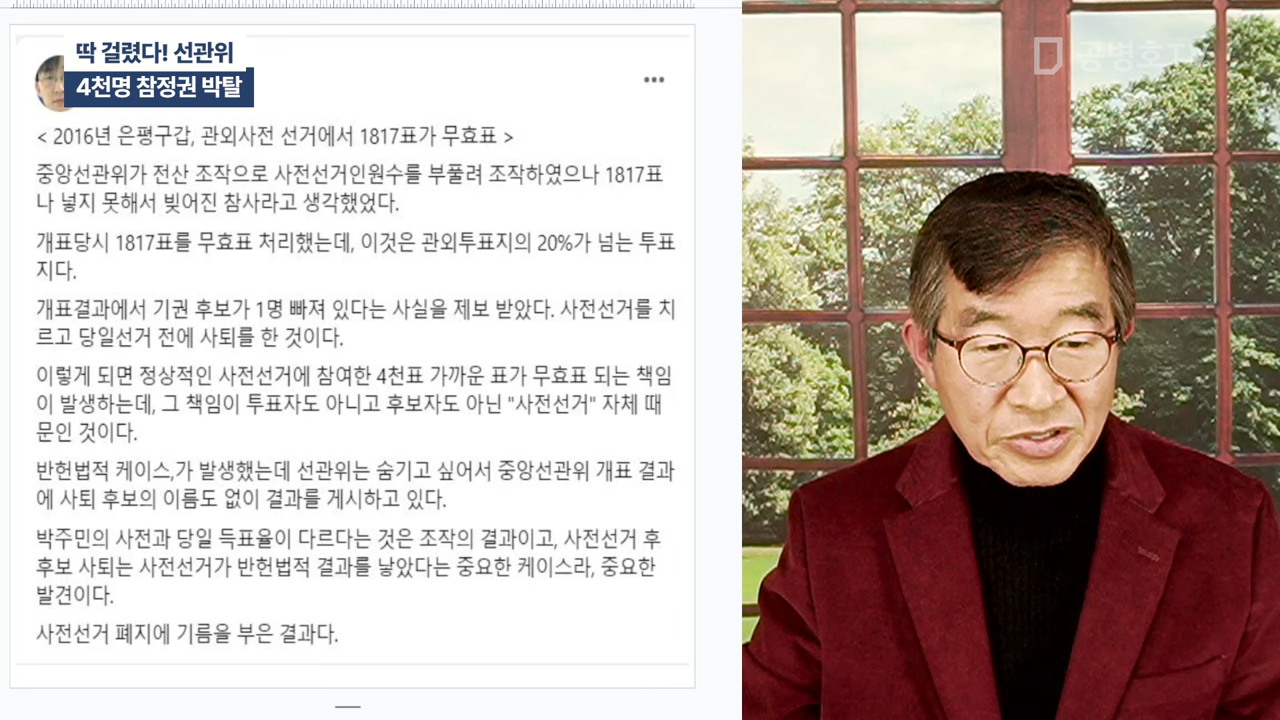 딱 걸렸다! 선관위
4천명 참정권 박탈
< 2016년 은평구갑, 관외사전 선거에서 1817표가 무효표 >
중앙선관위가 전산 조작으로 사전선거인원수를 부풀려 조작하였으나 1817표
나 넣지 못해서 빚어진 참사라고 생각했었다.
개표당시 1817표를 무효표 처리했는데, 이것은 관외투표지의 20%가 넘는 투표
지다.
개표결과에서 기권 후보가 1명 빠져 있다는 사실을 제보 받았다. 사전선거를 치
르고 당일선거 전에 사퇴를 한 것이다.
이렇게 되면 정상적인 사전선거에 참여한 4천표 가까운 표가 무효표 되는 책임
이 발생하는데, 그 책임이 투표자도 아니고 후보자도 아닌 "사전선거" 자체 때
문인 것이다.
반헌법적 케이스,가 발생했는데 선관위는 숨기고 싶어서 중앙선관위 개표 결과
에 사퇴 후보의 이름도 없이 결과를 게시하고 있다.
박주민의 사전과 당일 득표율이 다르다는 것은 조작의 결과이고, 사전선거 후
후보 사퇴는 사전선거가 반헌법적 결과를 낳았다는 중요한 케이스라, 중요한
발견이다.
사전선거 폐지에 기름을 부은 결과다.
공병호TV